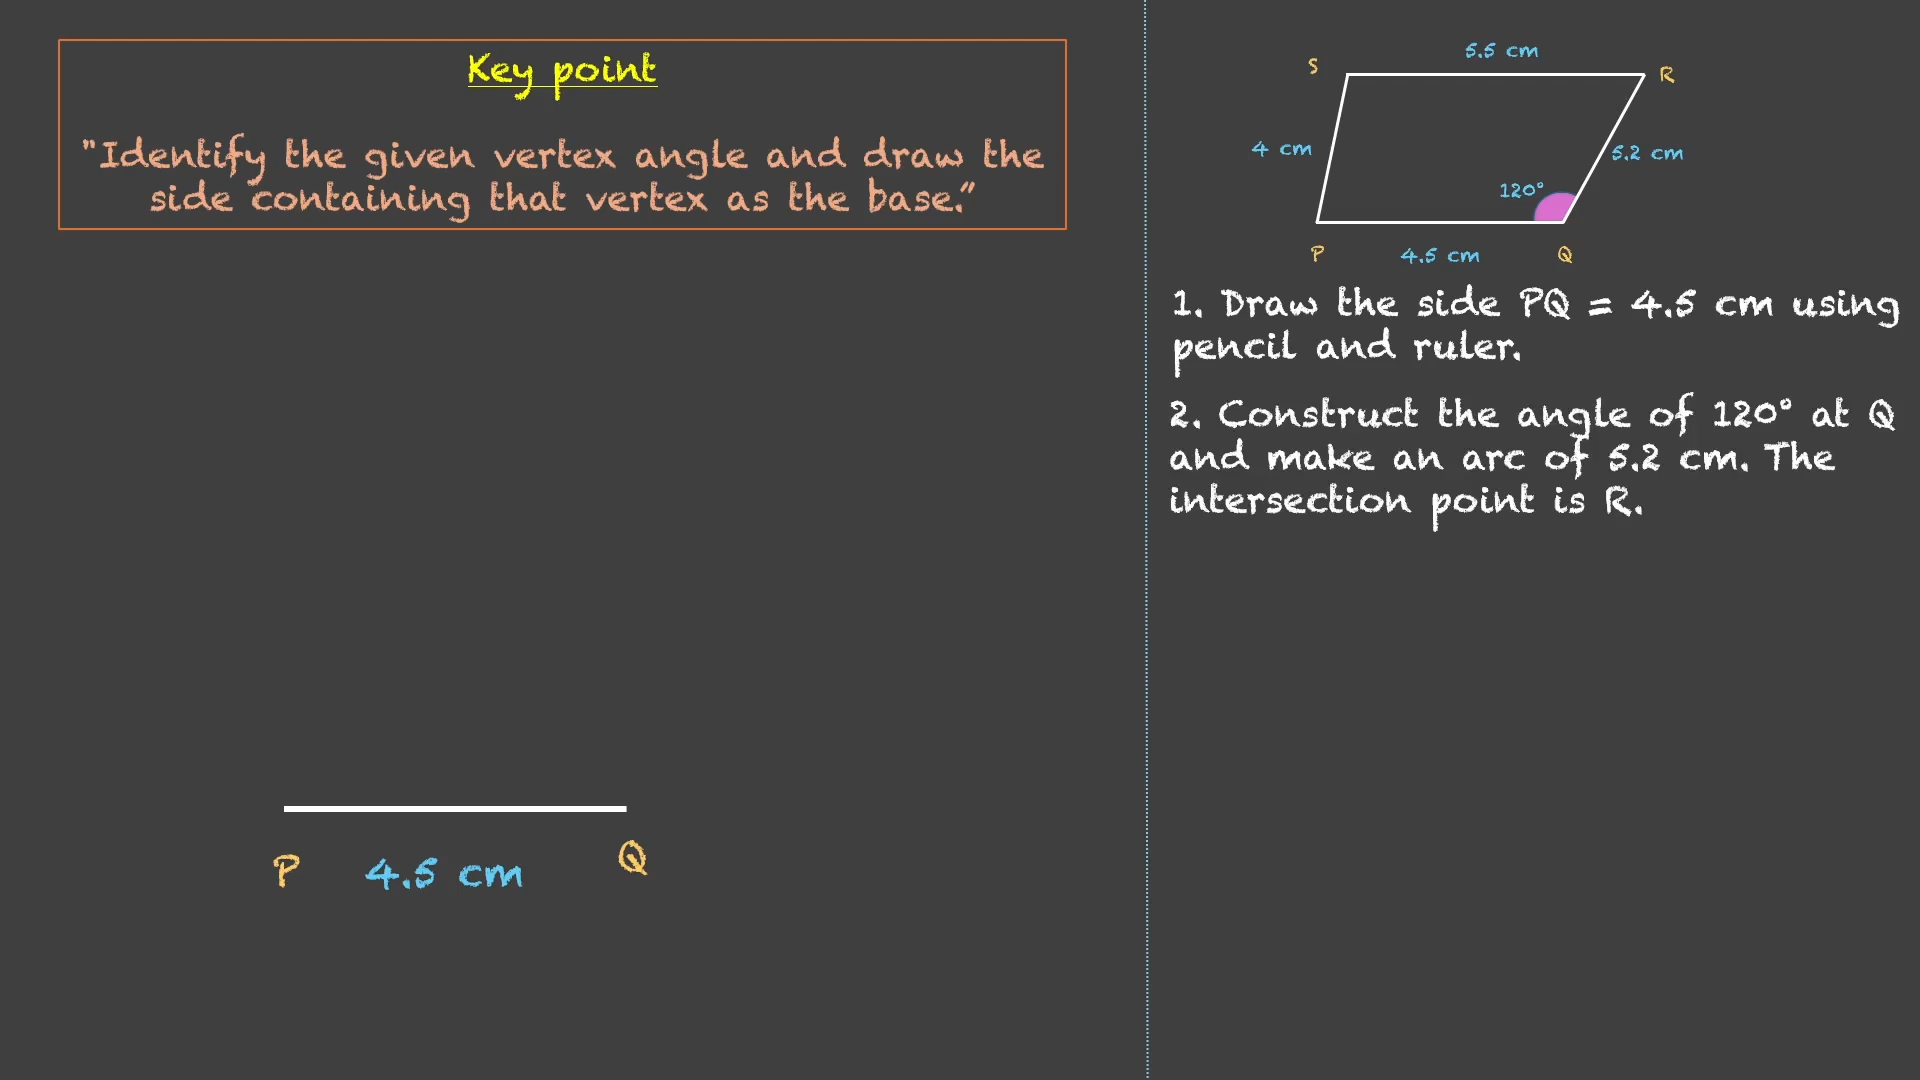 Key point
"Identify the given vertex angle and draw the
side containing that vertex as the base.”
P
4.5 cm
Q
5.5 cm
S
R
4 cm
5.2 cm
120°
P
4.5 cm
Q
1. Draw the side PQ = 4.5 cm using
pencil and ruler.
2. Construct the angle of 120° at Q
and make an arc of 5.2 cm. The
intersection point is R.